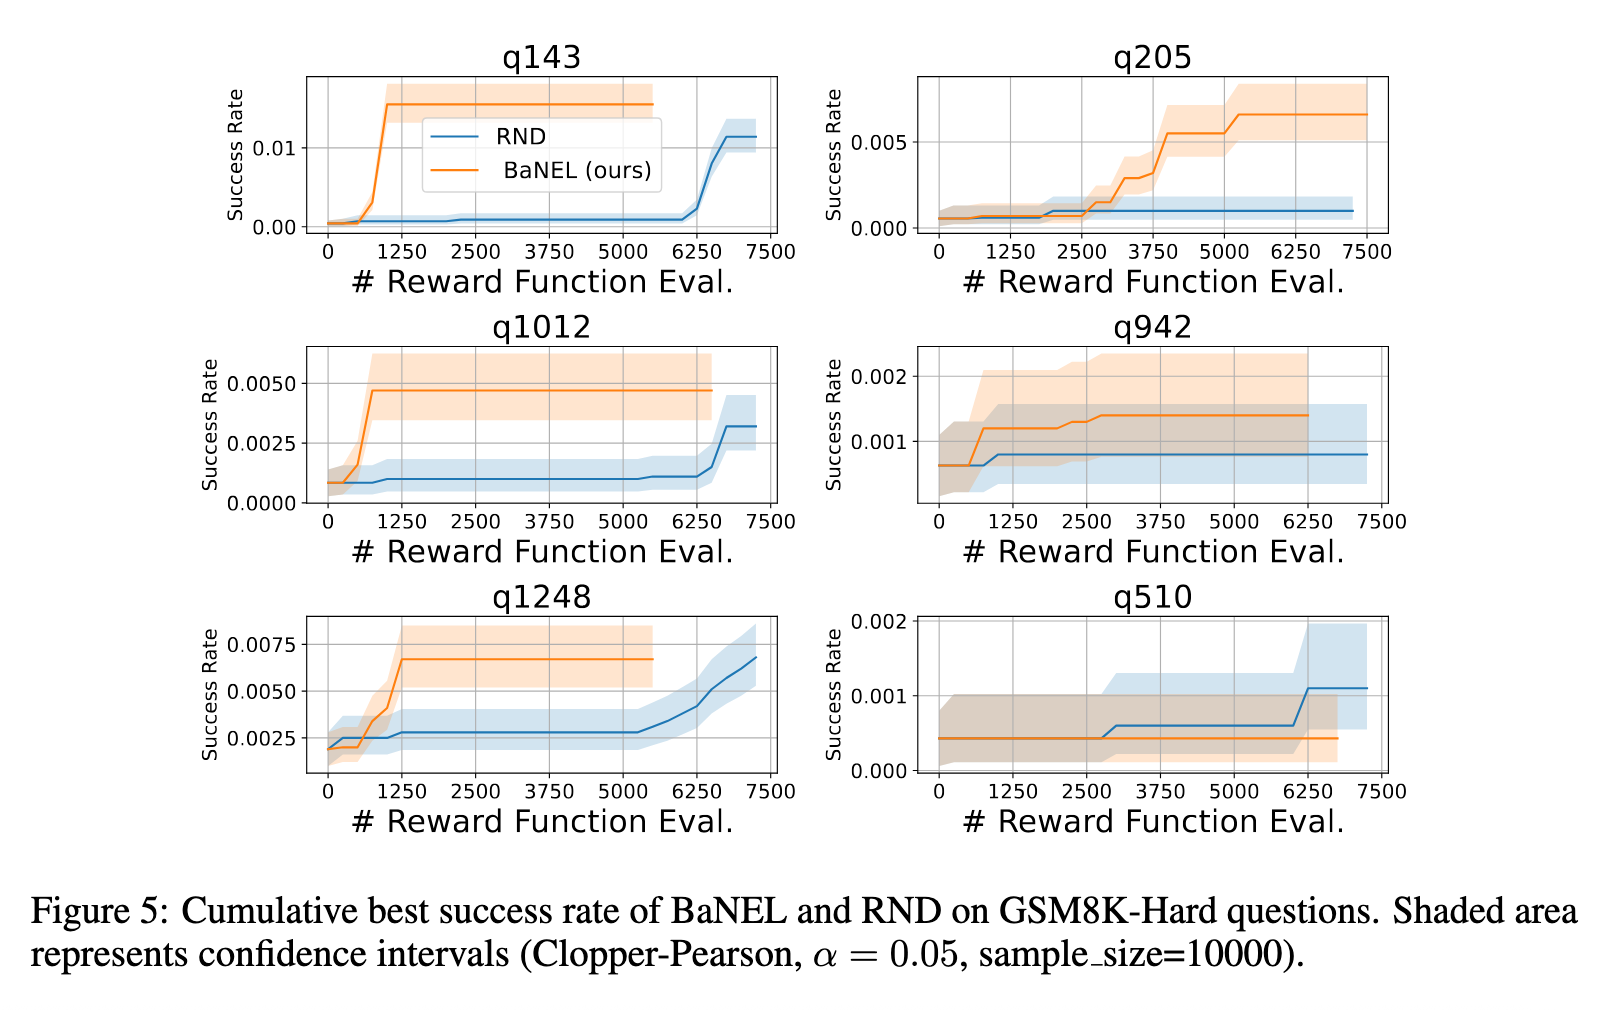 q143
Success Rate
0.01
0.00
RND
BaNEL (ours)
0 1250 2500 3750 5000 6250 7500
# Reward Function Eval.
q205
Success Rate
0.005
0.000
0 1250 2500 3750 5000 6250 7500
# Reward Function Eval.
q1012
Success Rate
0.0050
0.0025
0.0000
0 1250 2500 3750 5000 6250 7500
# Reward Function Eval.
q942
Success Rate
0.002
0.001
0 1250 2500 3750 5000 6250 7500
# Reward Function Eval.
q1248
Success Rate
0.0075
0.0050
0.0025
0 1250 2500 3750 5000 6250 7500
# Reward Function Eval.
q510
Success Rate
0.002
0.001
0.000
0 1250 2500 3750 5000 6250 7500
# Reward Function Eval.
Figure 5: Cumulative best success rate of BaNEL and RND on GSM8K-Hard questions. Shaded area
represents confidence intervals (Clopper-Pearson, α = 0.05, sample_size=10000).